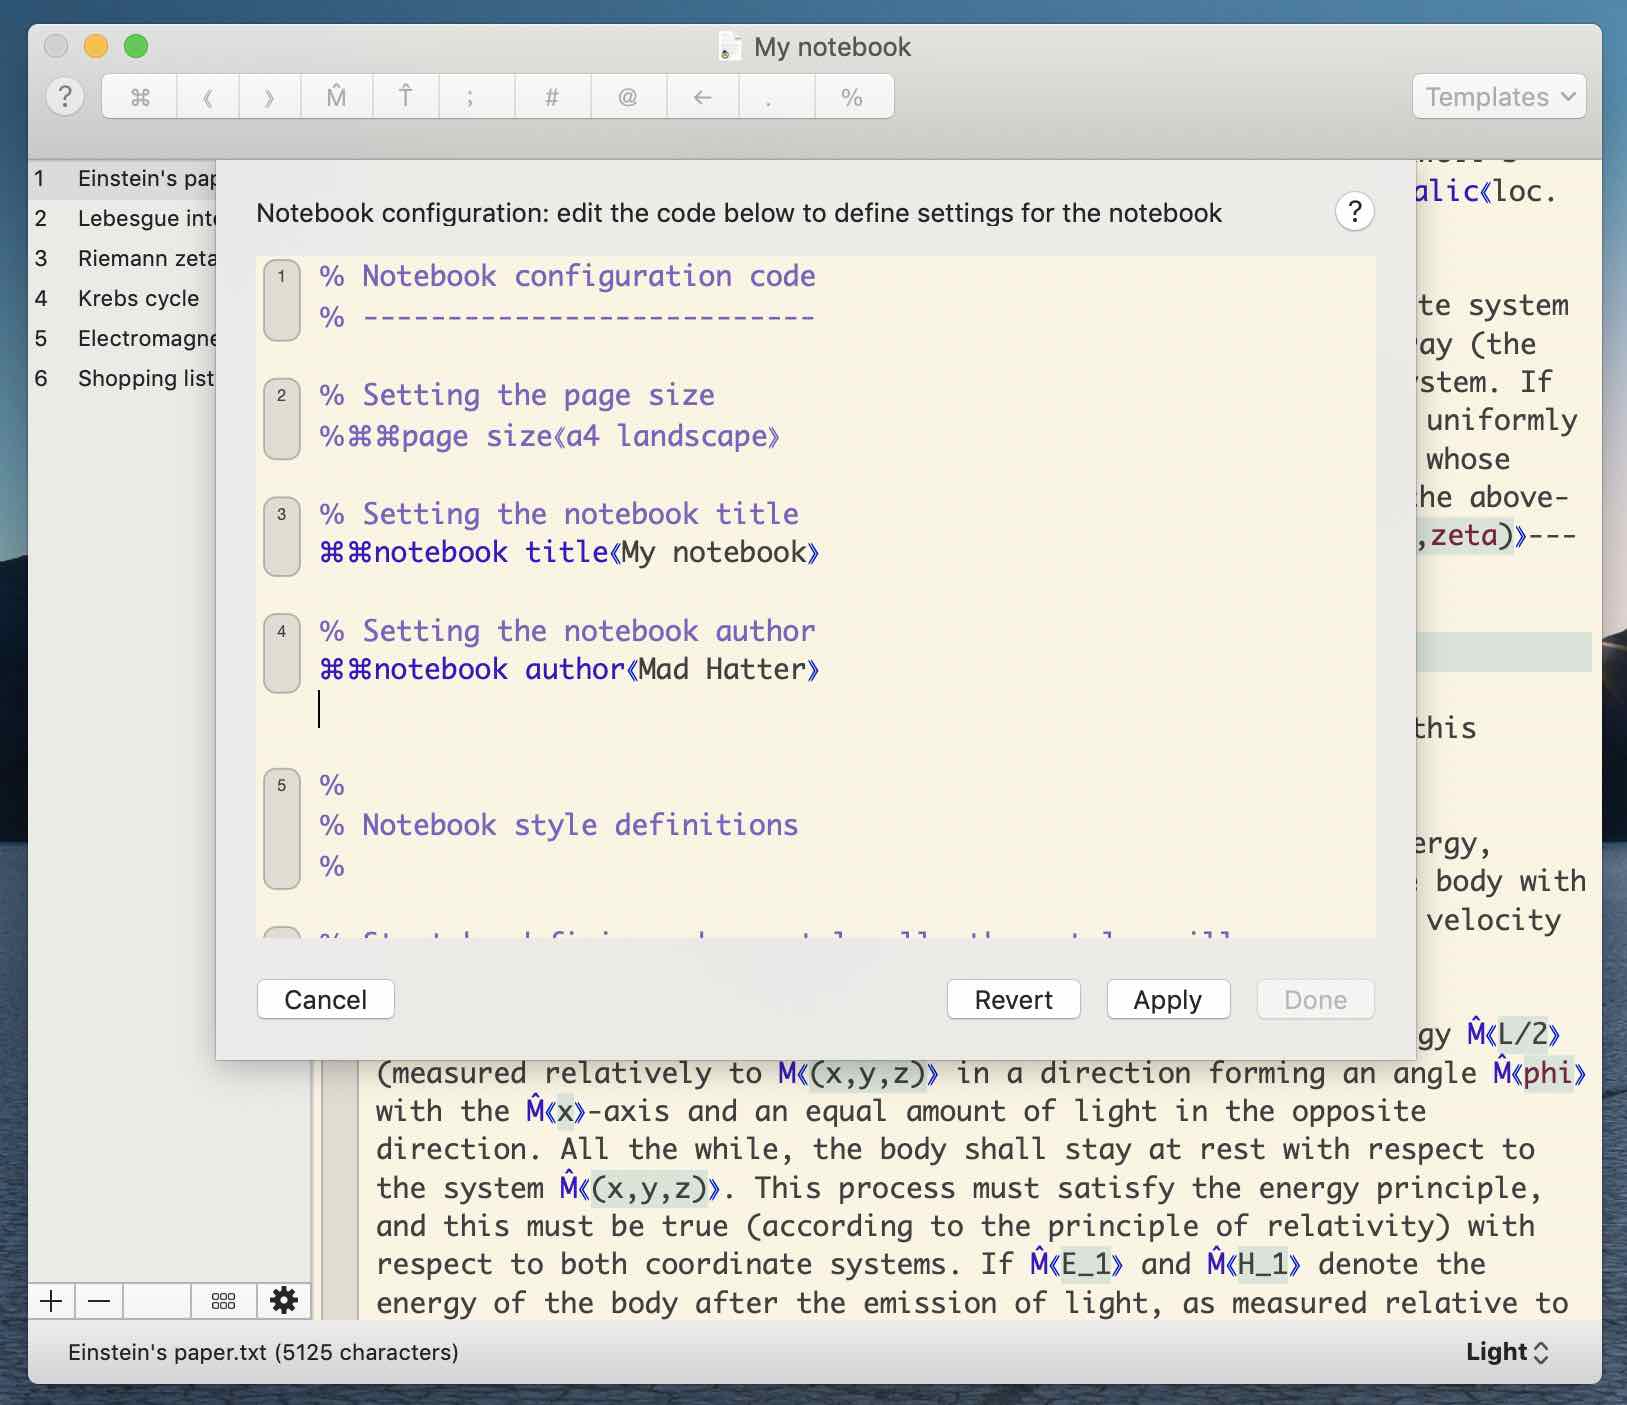 My notebook
? ⌘ 《 》 M̂ T̂ ; # @ ← . % Templates
1 Einstein's pap
2 Lebesgue inte
3 Riemann zeta
4 Krebs cycle
5 Electromagne
6 Shopping list
Notebook configuration: edit the code below to define settings for the notebook ?
1 % Notebook configuration code
% ---------------------------
2 % Setting the page size
%⌘⌘page size《a4 landscape》
3 % Setting the notebook title
⌘⌘notebook title《My notebook》
4 % Setting the notebook author
⌘⌘notebook author《Mad Hatter》
5 %
% Notebook style definitions
%
Cancel Revert Apply Done
alic《loc.
te system
ay (the
stem. If
uniformly
whose
he above-
,zeta)》---
this
ergy,
body with
velocity
gy M̂《L/2》
(measured relatively to M《(x,y,z)》 in a direction forming an angle M̂《phi》
with the M̂《x》-axis and an equal amount of light in the opposite
direction. All the while, the body shall stay at rest with respect to
the system M̂《(x,y,z)》. This process must satisfy the energy principle,
and this must be true (according to the principle of relativity) with
respect to both coordinate systems. If M̂《E_1》 and M̂《H_1》 denote the
energy of the body after the emission of light, as measured relative to
Einstein's paper.txt (5125 characters) Light